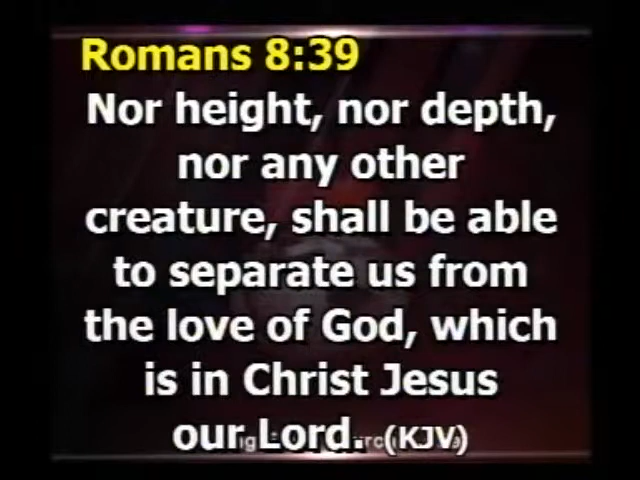 Romans 8:39
Nor height, nor depth,
nor any other
creature, shall be able
to separate us from
the love of God, which
is in Christ Jesus
our Lord. (KJV)